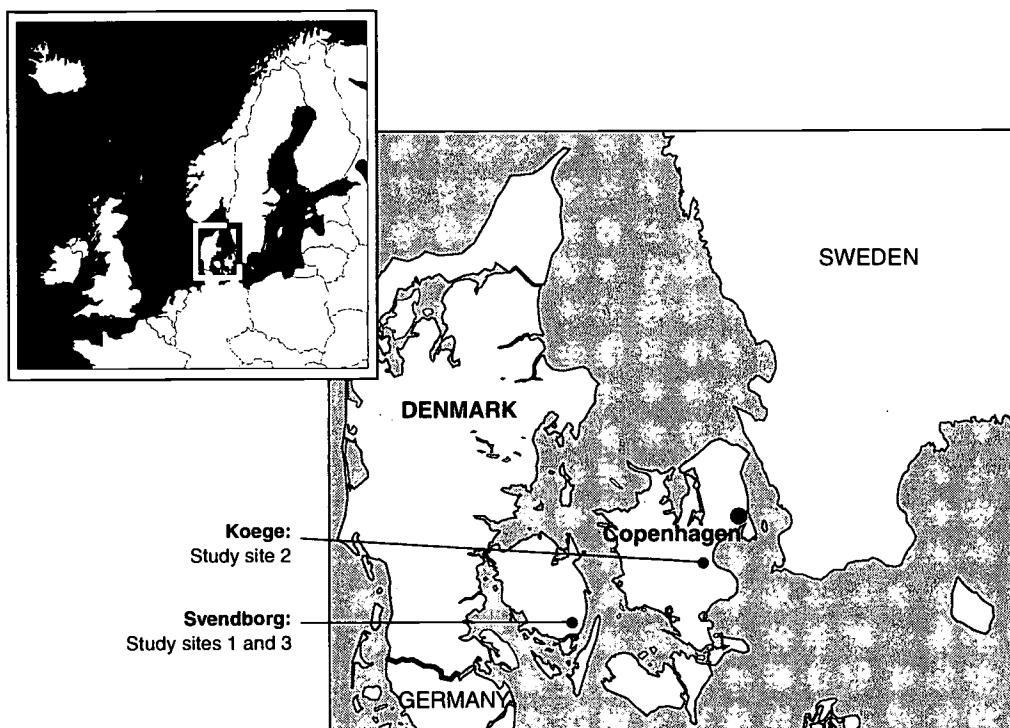 SWEDEN
DENMARK
Copenhagen
Koege:
Study site 2
Svendborg:
Study sites 1 and 3
GERMANY